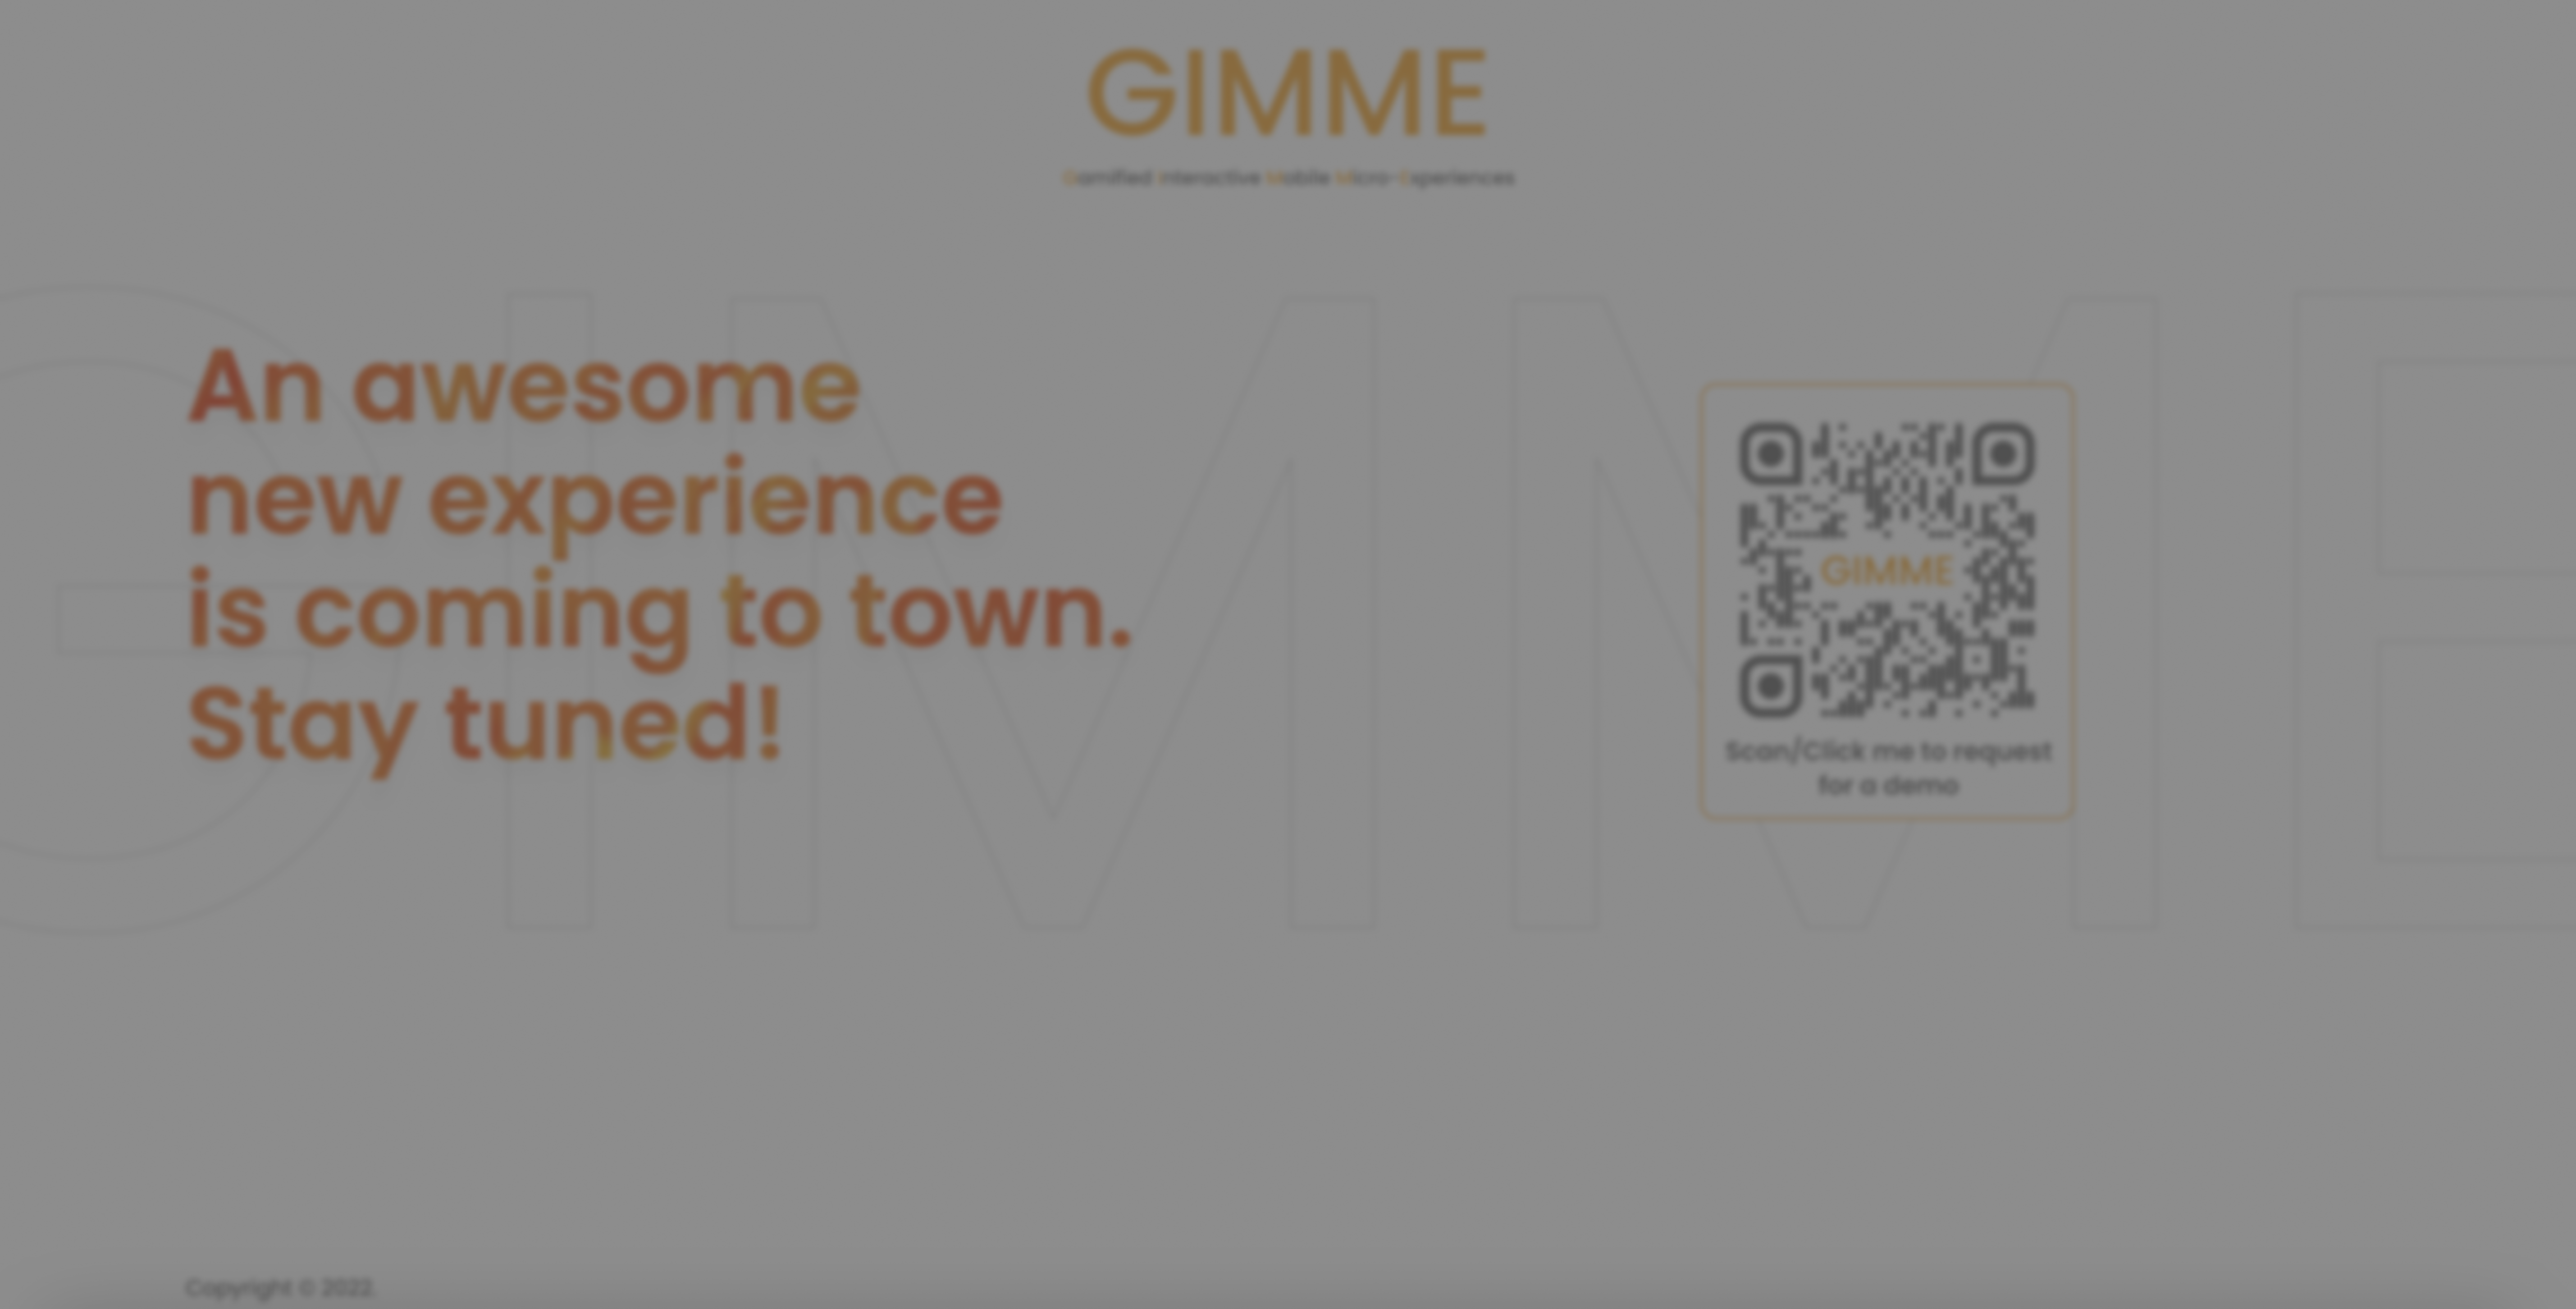 GIMME
Gamified Interactive Mobile Micro-Experiences
An awesome
new experience
is coming to town.
Stay tuned!
GIMME
Scan/Click me to request
for a demo
GIMME
Copyright © 2022.